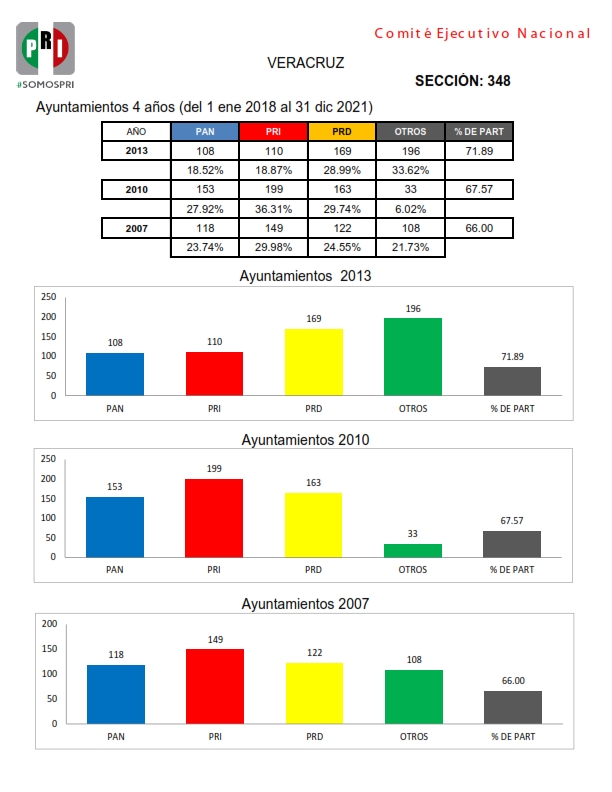 PRI
Comité Ejecutivo Nacional
#SOMOSPRI
VERACRUZ
SECCIÓN: 348
Ayuntamientos 4 años (del 1 ene 2018 al 31 dic 2021)
AÑO PAN PRI PRD OTROS % DE PART
2013 108 110 169 196 71.89
18.52% 18.87% 28.99% 33.62%
2010 153 199 163 33 67.57
27.92% 36.31% 29.74% 6.02%
2007 118 149 122 108 66.00
23.74% 29.98% 24.55% 21.73%
Ayuntamientos 2013
250
200
150
100
50
0
108 110 169 196 71.89
PAN PRI PRD OTROS % DE PART
Ayuntamientos 2010
250
200
150
100
50
0
153 199 163 33 67.57
PAN PRI PRD OTROS % DE PART
Ayuntamientos 2007
200
150
100
50
0
118 149 122 108 66.00
PAN PRI PRD OTROS % DE PART